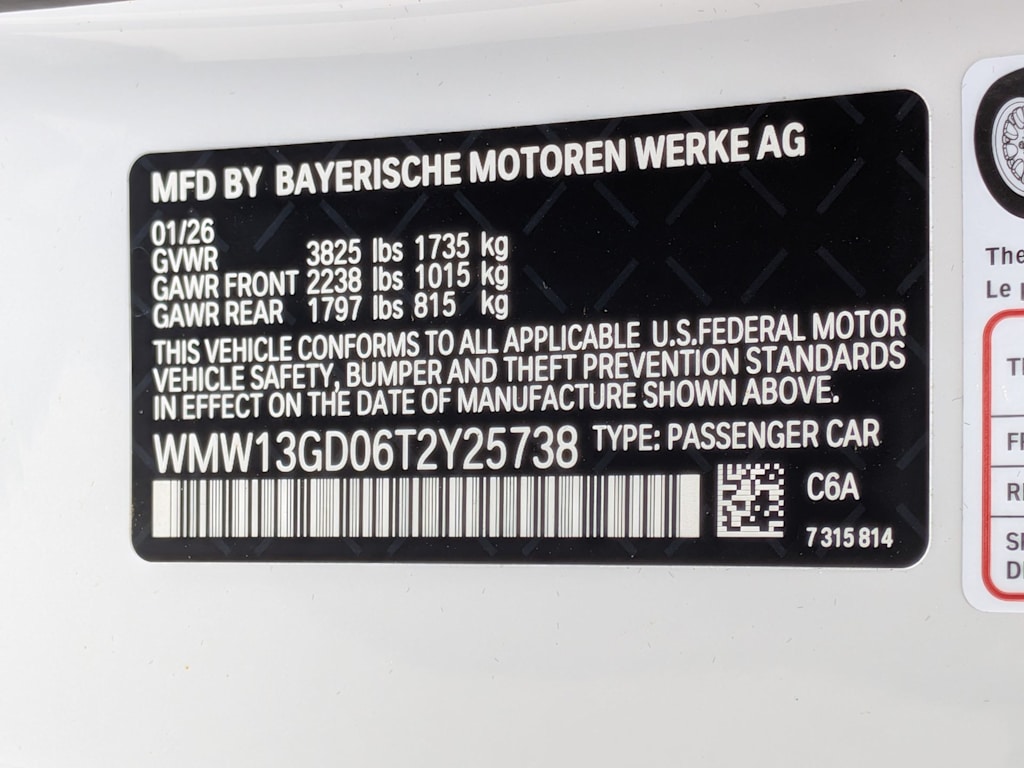 MFD BY BAYERISCHE MOTOREN WERKE AG
01/26
GVWR 3825 lbs 1735 kg
GAWR FRONT 2238 lbs 1015 kg
GAWR REAR 1797 lbs 815 kg
THIS VEHICLE CONFORMS TO ALL APPLICABLE U.S.FEDERAL MOTOR
VEHICLE SAFETY, BUMPER AND THEFT PREVENTION STANDARDS
IN EFFECT ON THE DATE OF MANUFACTURE SHOWN ABOVE.
WMW13GD06T2Y25738 TYPE: PASSENGER CAR
C6A
7 315 814
The
Le